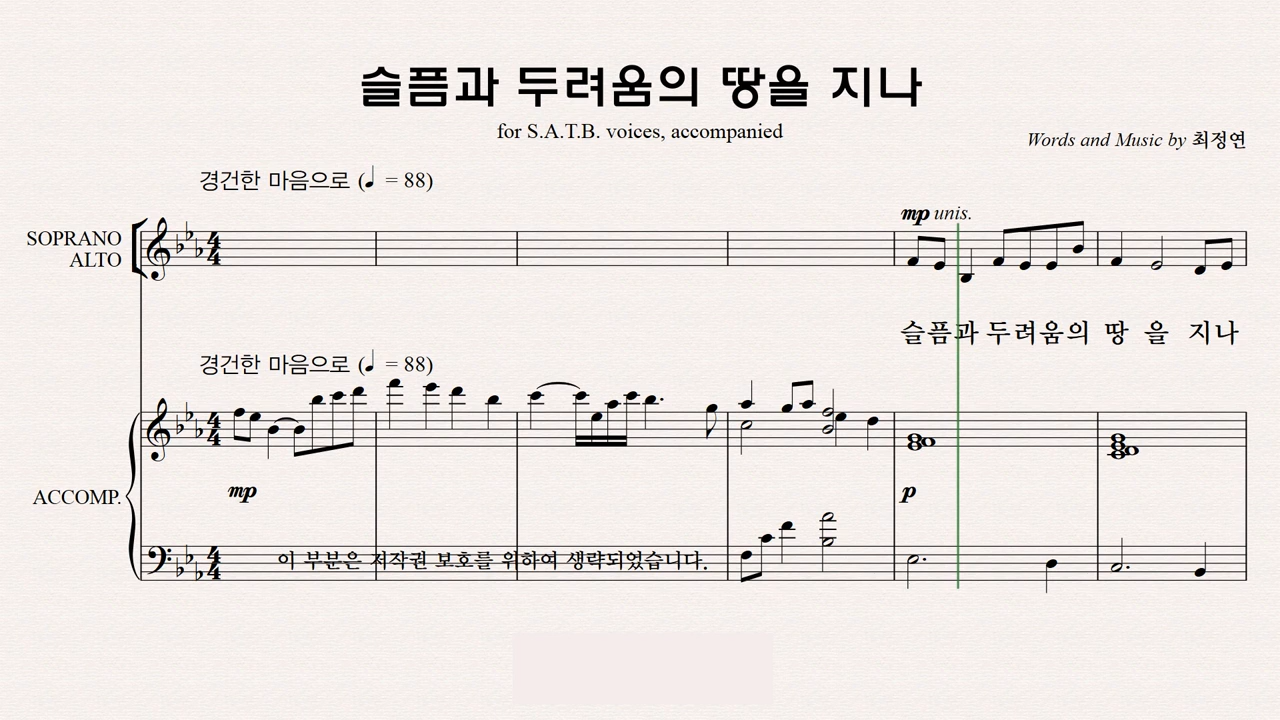 슬픔과 두려움의 땅을 지나
for S.A.T.B. voices, accompanied
Words and Music by 최정연
경건한 마음으로 (♩ = 88)
SOPRANO
ALTO
mp unis.
슬픔과 두려움의 땅 을 지나
경건한 마음으로 (♩ = 88)
ACCOMP.
mp
p
이 부분은 저작권 보호를 위하여 생략되었습니다.